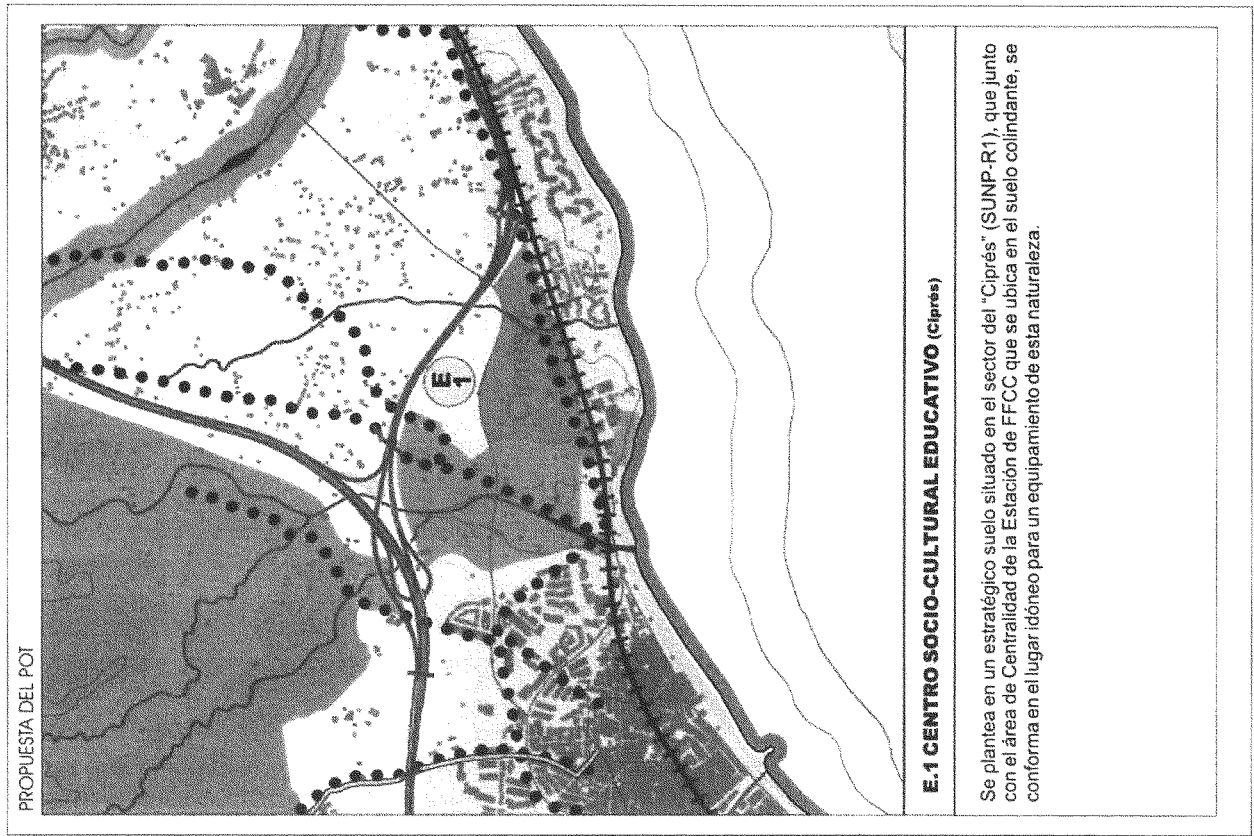 PROPUESTA DEL POT
E
1
E.1 CENTRO SOCIO-CULTURAL EDUCATIVO (Ciprés)
Se plantea en un estratégico suelo situado en el sector del "Ciprés" (SUNP-R1), que junto
con el área de Centralidad de la Estación de FFCC que se ubica en el suelo colindante, se
conforma en el lugar idóneo para un equipamiento de esta naturaleza.